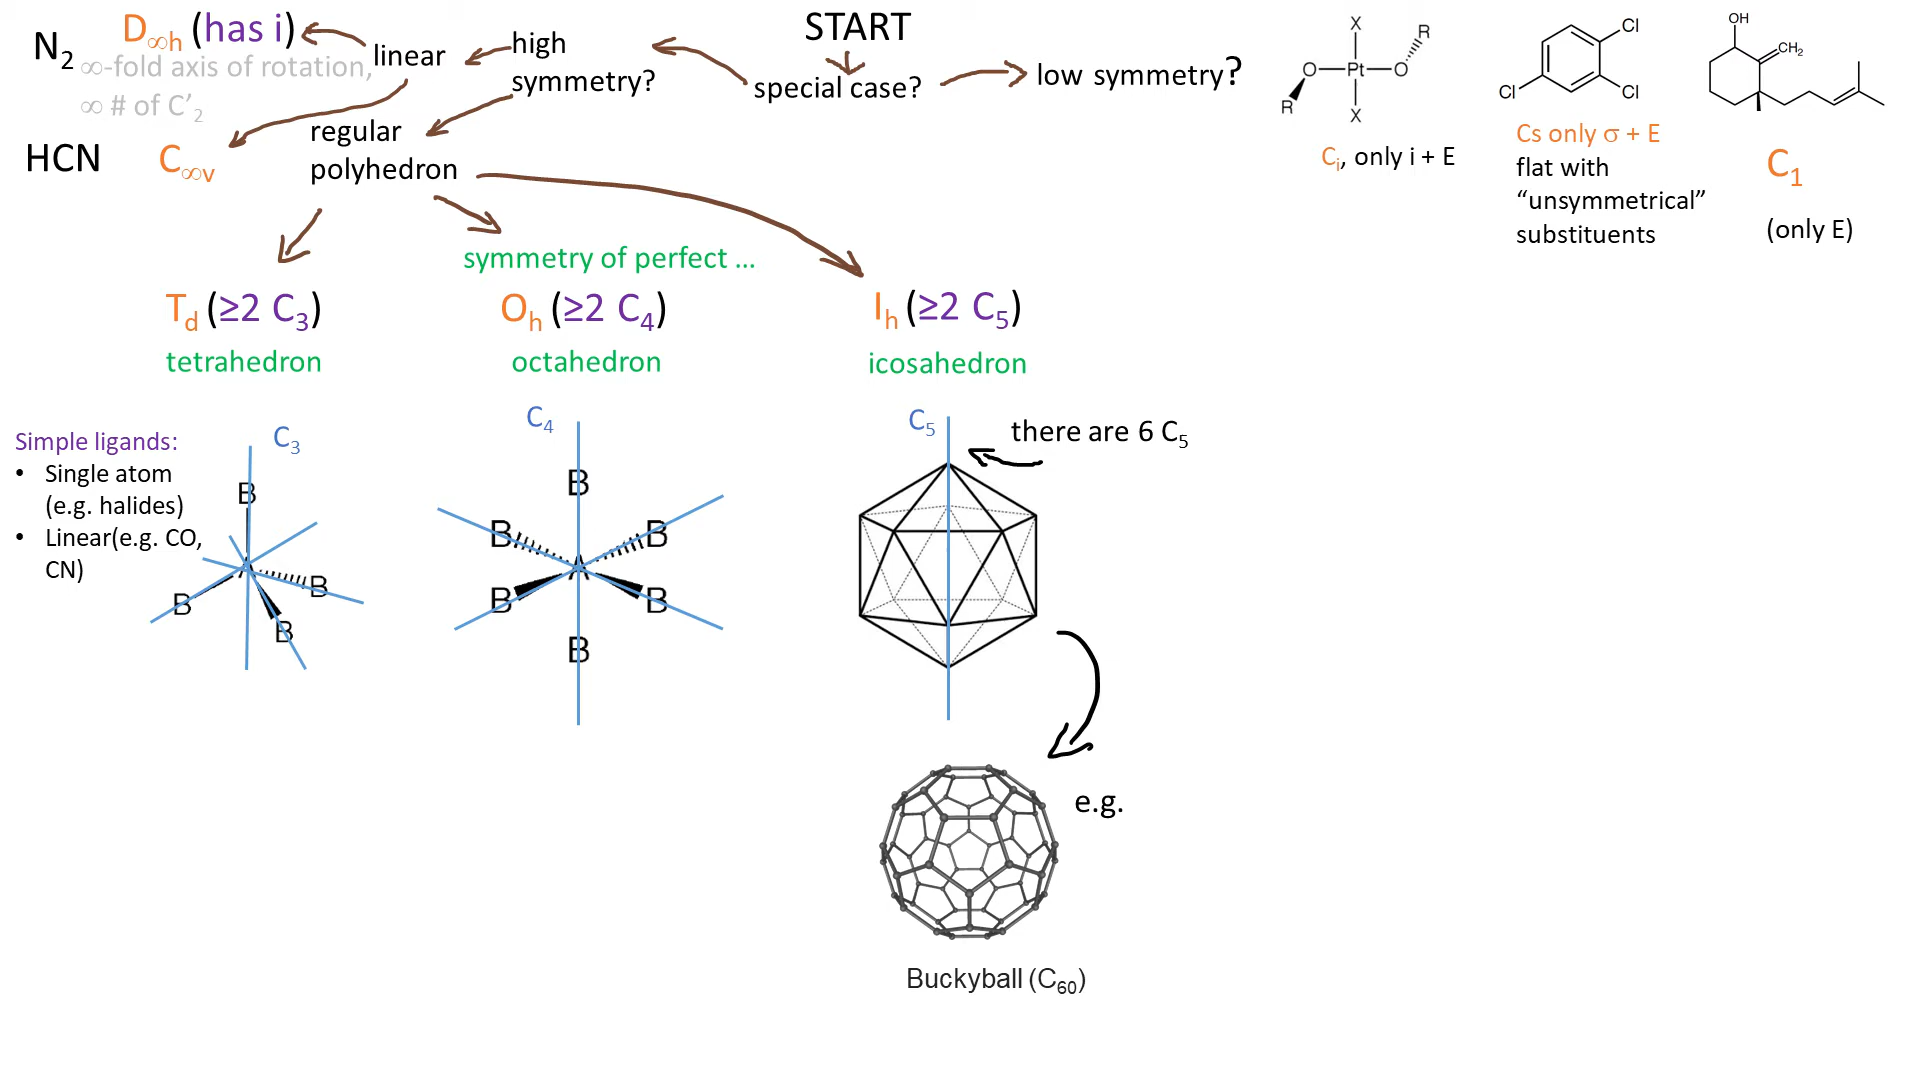 START
special case?
high
symmetry?
low symmetry?
linear
N₂
D∞h (has i)
∞-fold axis of rotation,
∞ # of C’₂
HCN
C∞v
regular
polyhedron
symmetry of perfect ...
Td (≥2 C₃)
tetrahedron
Oh (≥2 C₄)
octahedron
Ih (≥2 C₅)
icosahedron
Simple ligands:
• Single atom
(e.g. halides)
• Linear(e.g. CO,
CN)
C₃
B
A
B
B
B
C₄
B
B
B
A
B
B
B
C₅
there are 6 C₅
e.g.
Buckyball (C₆₀)
X
R
O
Pt
O
R
X
Ci, only i + E
Cl
Cl
Cl
Cs only σ + E
flat with
“unsymmetrical”
substituents
OH
CH₂
C₁
(only E)